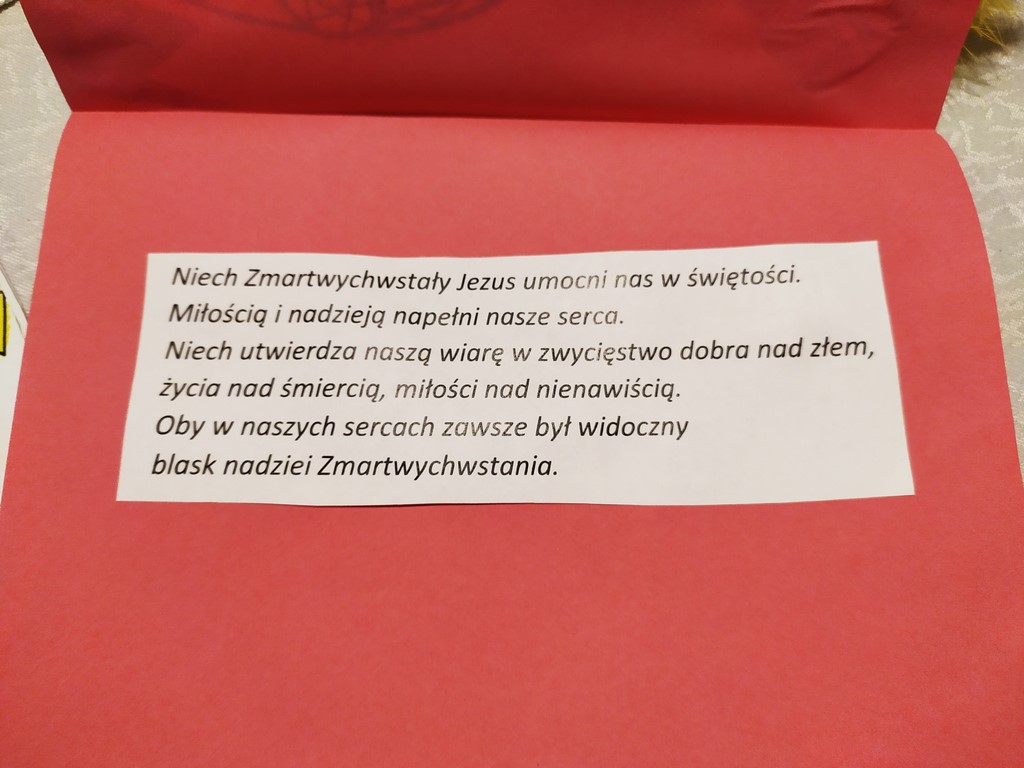 Niech Zmartwychwstały Jezus umocni nas w świętości.
Miłością i nadzieją napełni nasze serca.
Niech utwierdza naszą wiarę w zwycięstwo dobra nad złem,
życia nad śmiercią, miłości nad nienawiścią.
Oby w naszych sercach zawsze był widoczny
blask nadziei Zmartwychwstania.